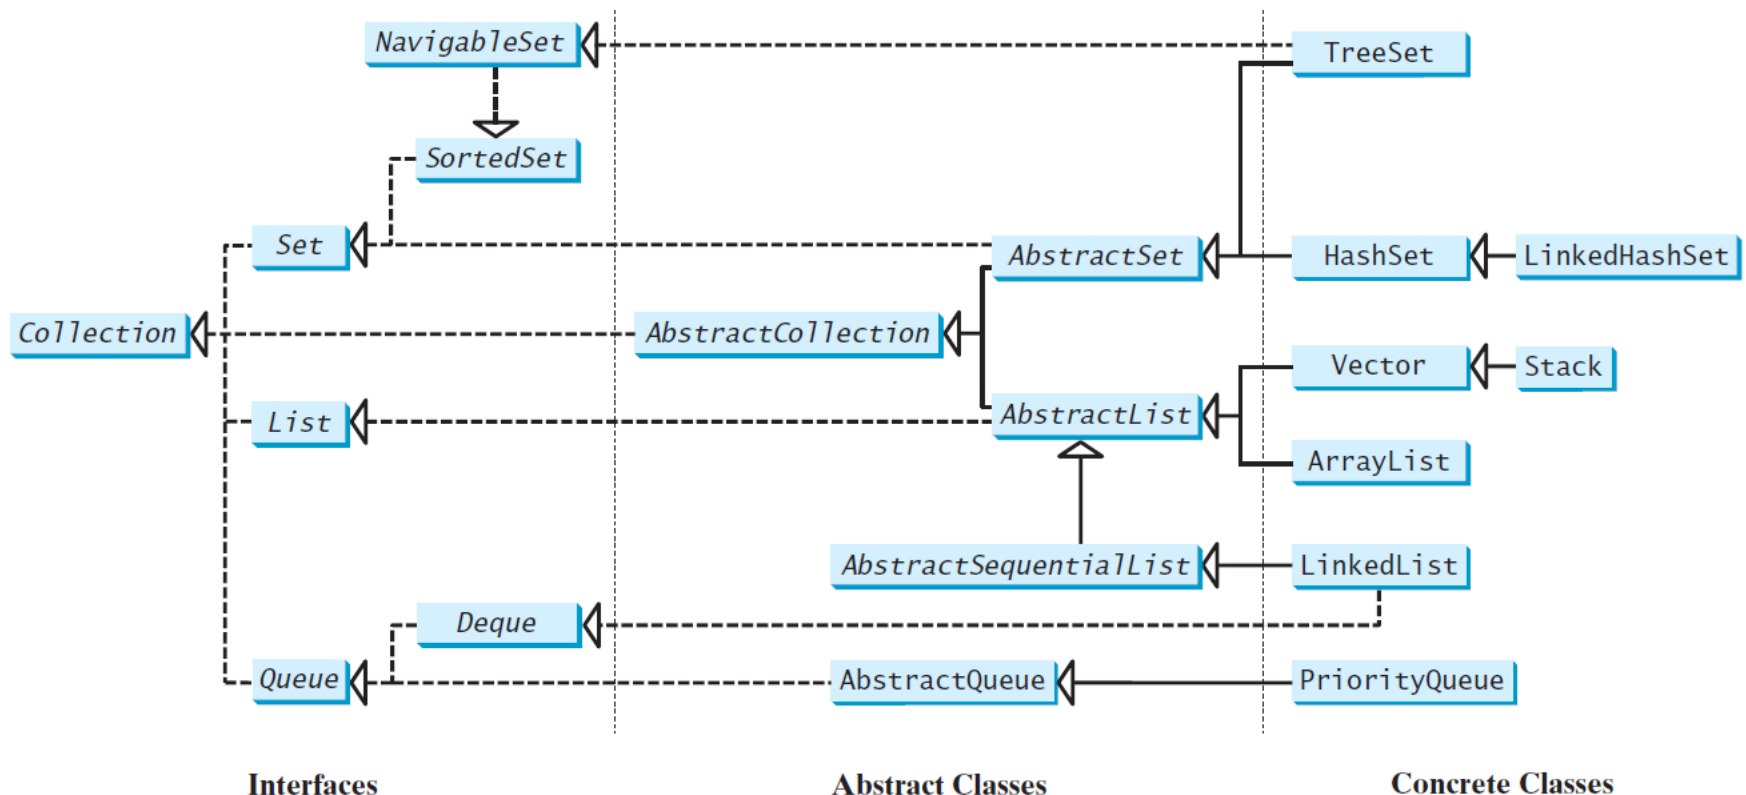 NavigableSet
TreeSet
SortedSet
Set
AbstractSet
HashSet
LinkedHashSet
Collection
AbstractCollection
Vector
Stack
List
AbstractList
ArrayList
AbstractSequentialList
LinkedList
Deque
Queue
AbstractQueue
PriorityQueue
Interfaces
Abstract Classes
Concrete Classes